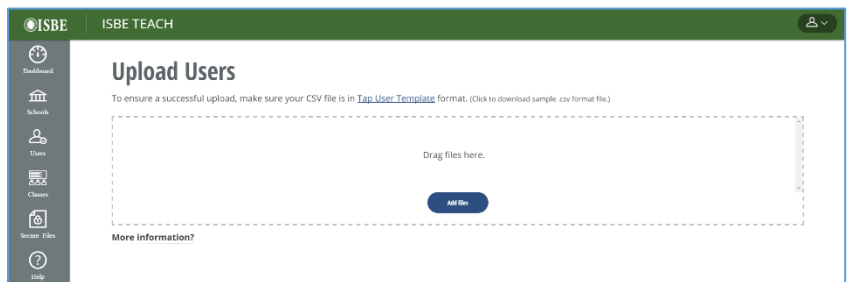 ISBE
ISBE TEACH
Dashboard
Schools
Users
Classes
Secure Files
Help
Upload Users
To ensure a successful upload, make sure your CSV file is in Tap User Template format. (Click to download sample .csv format file.)
Drag files here.
Add files
More information?